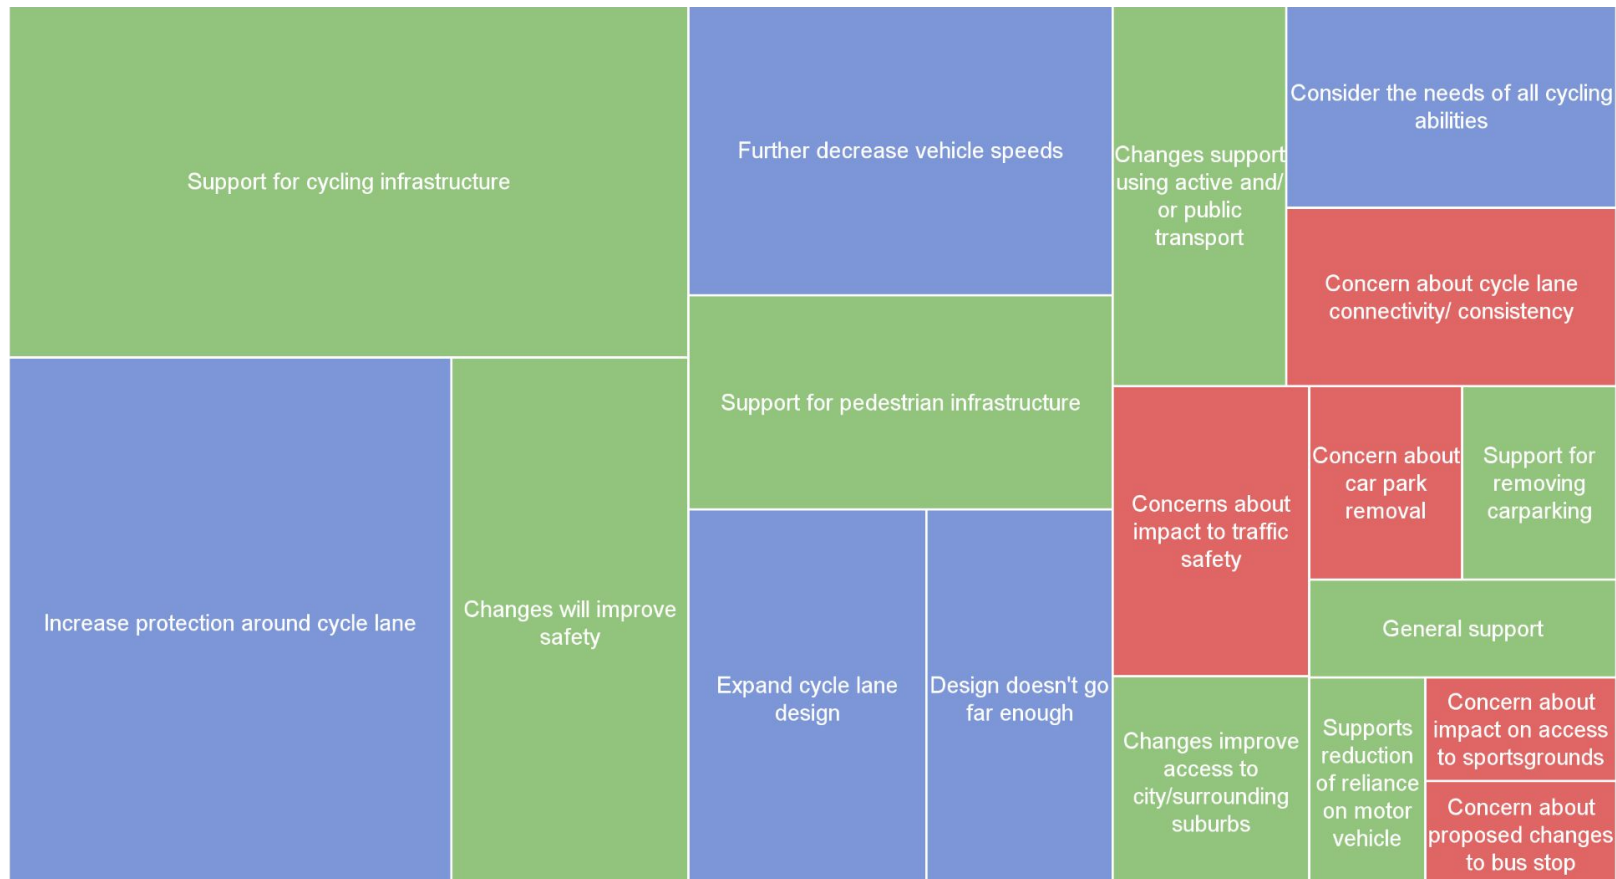 Support for cycling infrastructure
Increase protection around cycle lane
Changes will improve
safety
Further decrease vehicle speeds
Support for pedestrian infrastructure
Expand cycle lane
design
Design doesn't go
far enough
Changes support
using active and/
or public
transport
Consider the needs of all cycling
abilities
Concern about cycle lane
connectivity/ consistency
Concerns about
impact to traffic
safety
Concern about
car park
removal
Support for
removing
carparking
General support
Changes improve
access to
city/surrounding
suburbs
Supports
reduction
of reliance
on motor
vehicle
Concern about
impact on access
to sportsgrounds
Concern about
proposed changes
to bus stop